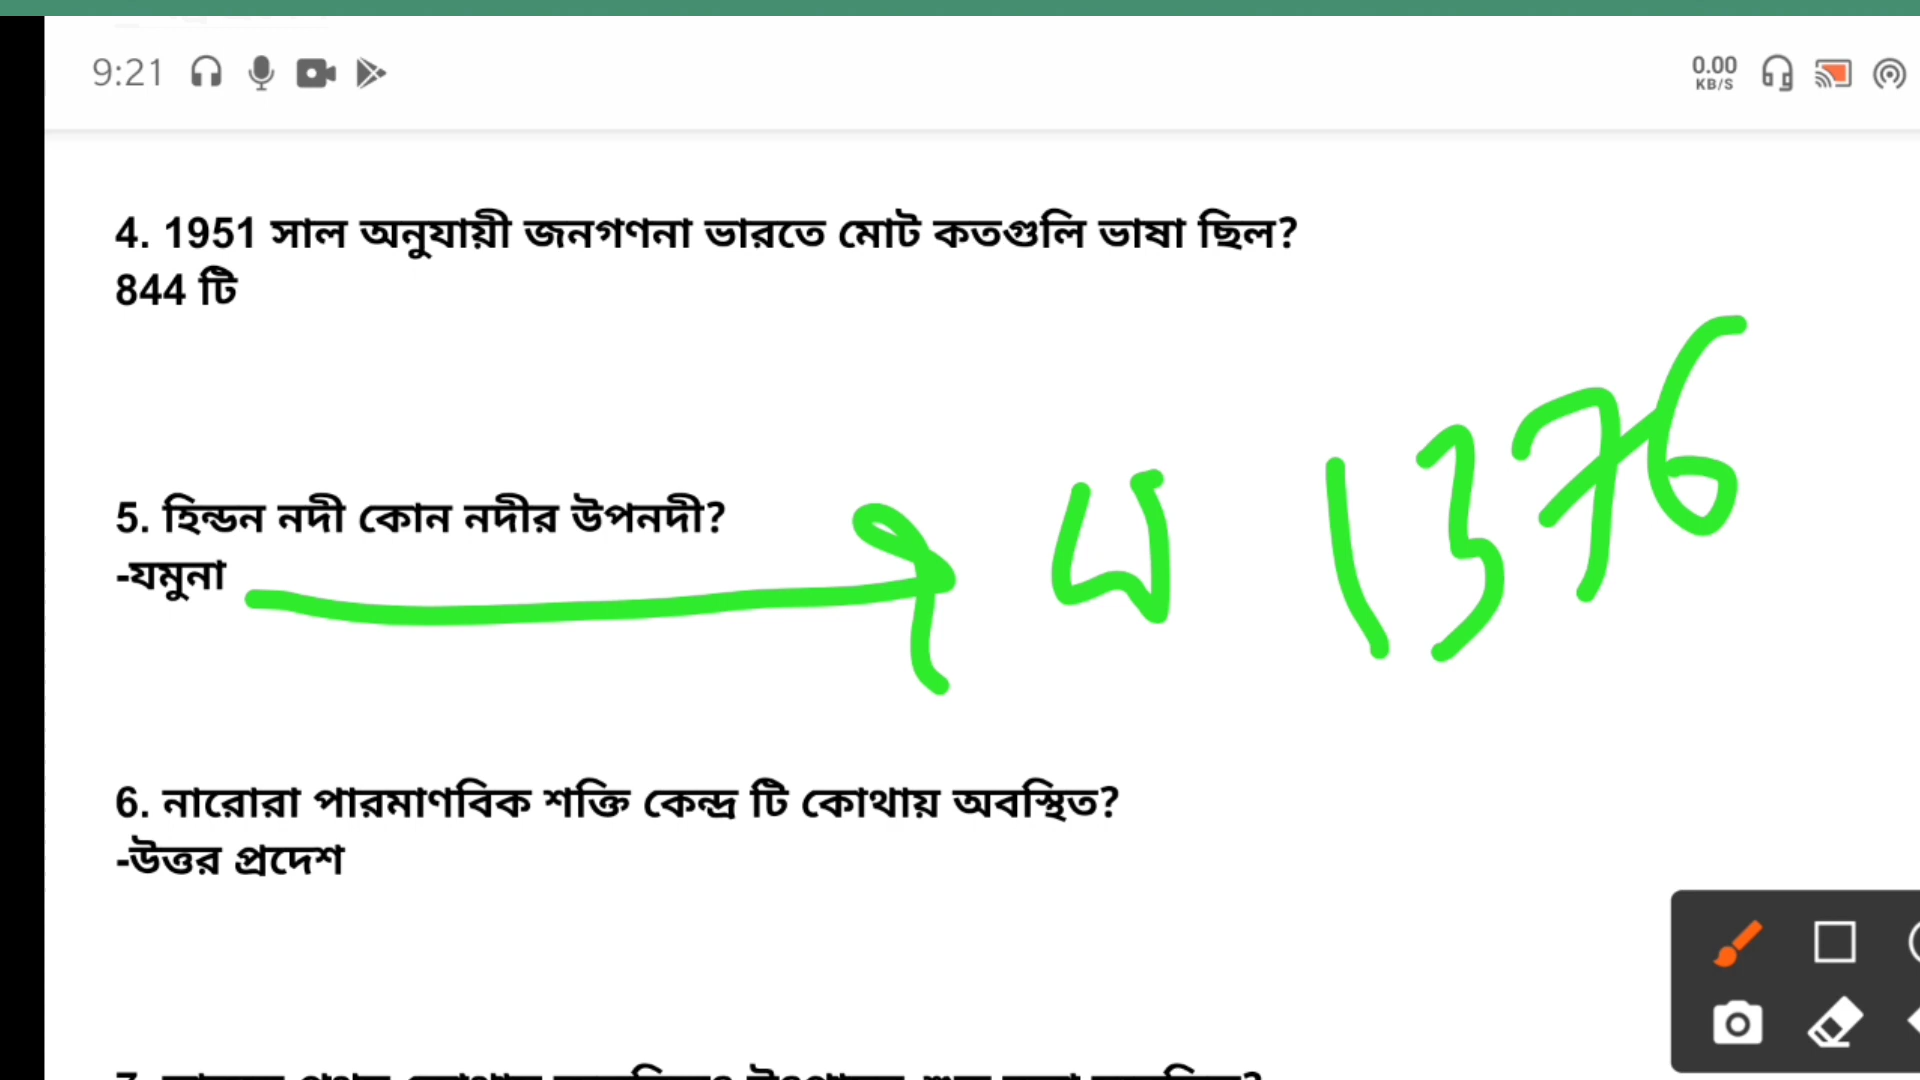 9:21
0.00
KB/S
4. 1951 সাল অনুযায়ী জনগণনা ভারতে মোট কতগুলি ভাষা ছিল?
844 টি
1376
5. হিন্ডন নদী কোন নদীর উপনদী?
-যমুনা
6. নারোরা পারমাণবিক শক্তি কেন্দ্র টি কোথায় অবস্থিত?
-উত্তর প্রদেশ